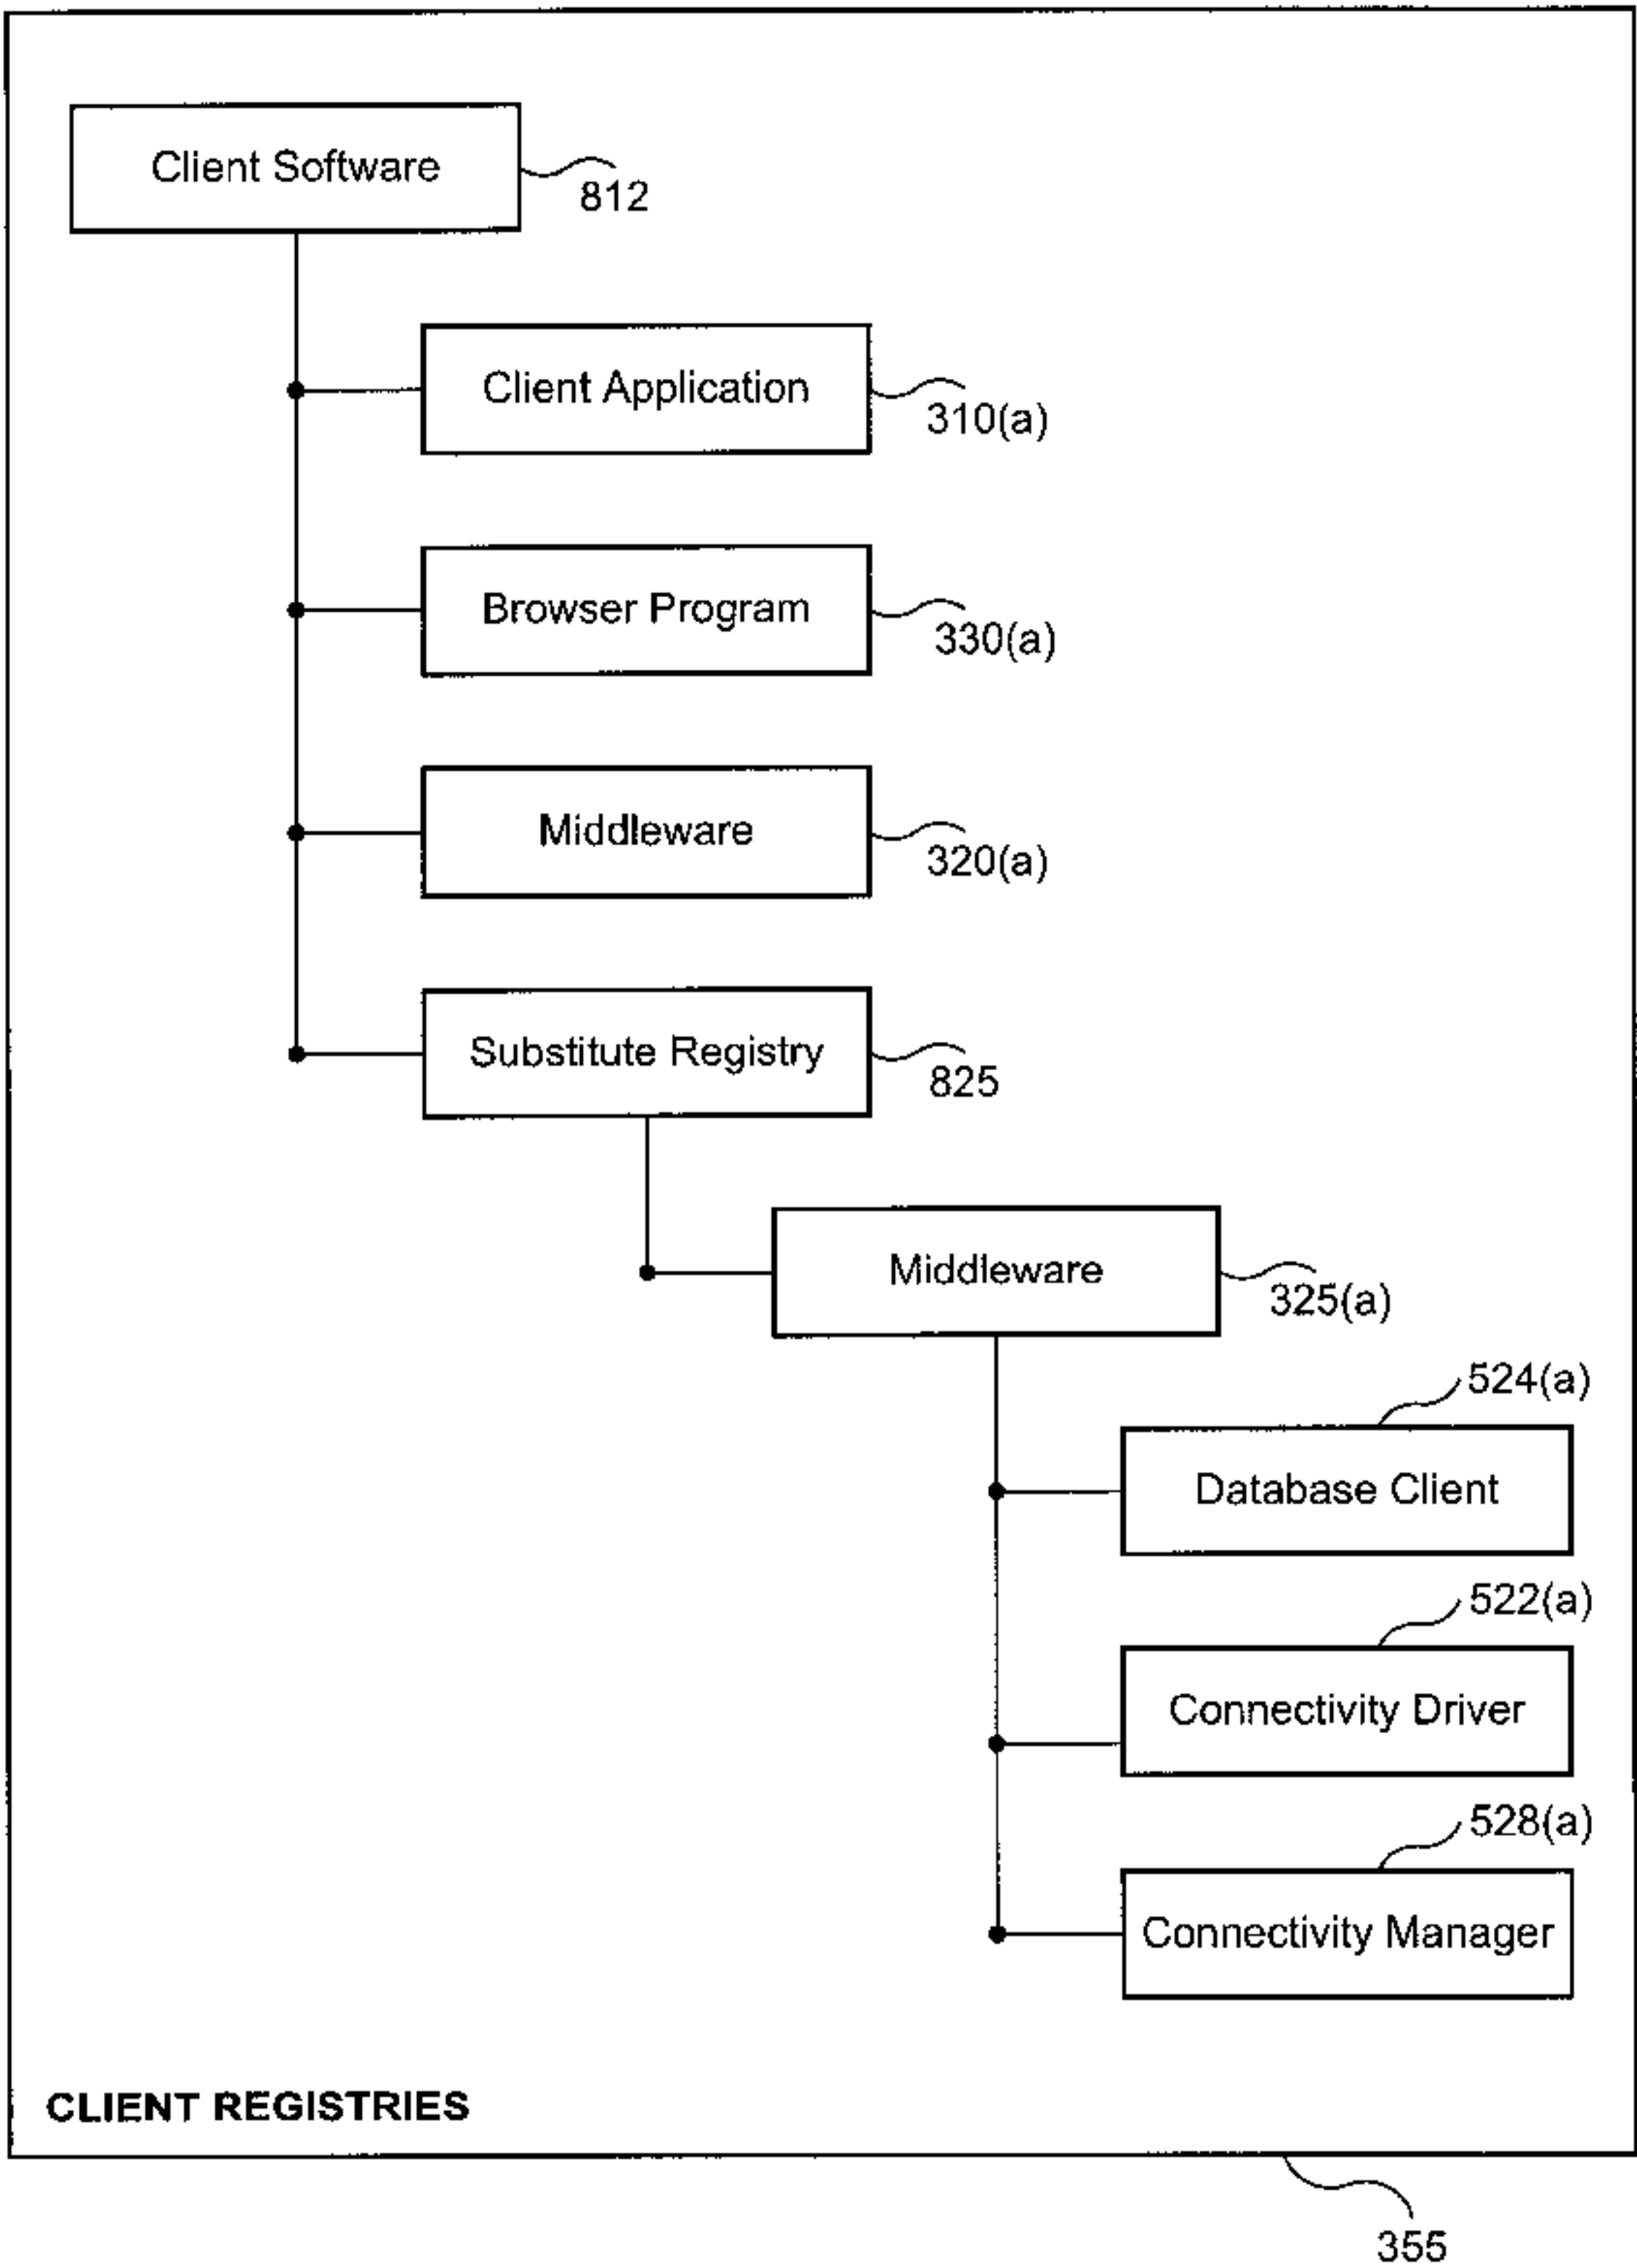 Client Software
812
Client Application
310(a)
Browser Program
330(a)
Middleware
320(a)
Substitute Registry
825
Middleware
325(a)
524(a)
Database Client
522(a)
Connectivity Driver
528(a)
Connectivity Manager
CLIENT REGISTRIES
355